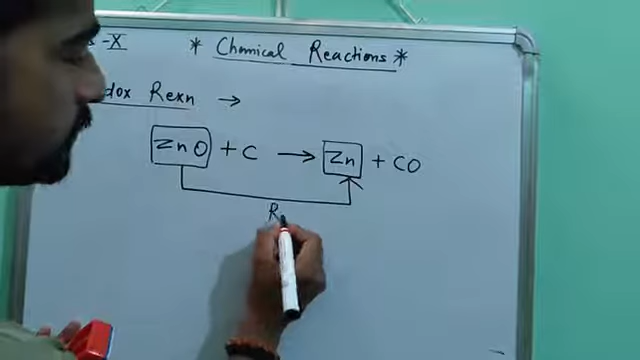 -X
* Chemical Reactions *
dox Rexn →
ZnO + C → Zn + CO
R